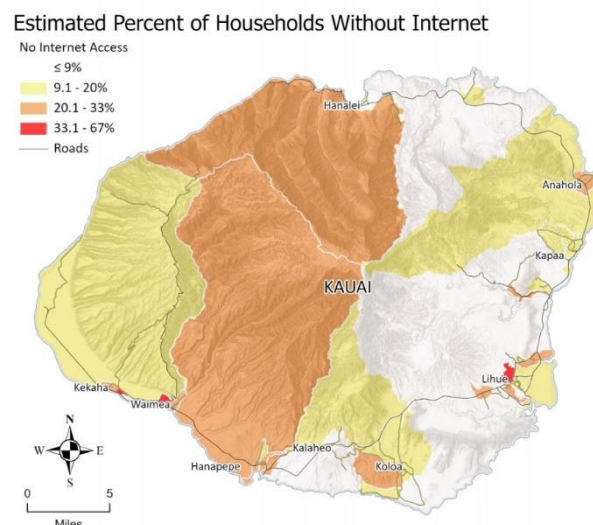 Estimated Percent of Households Without Internet
No Internet Access
≤ 9%
9.1 - 20%
20.1 - 33%
33.1 - 67%
Roads
Hanalei
Anahola
Kapaa
KAUAI
Lihue
Kekaha
Waimea
Kalaheo
Hanapepe
Koloa
N
W E
S
0 5
Miles